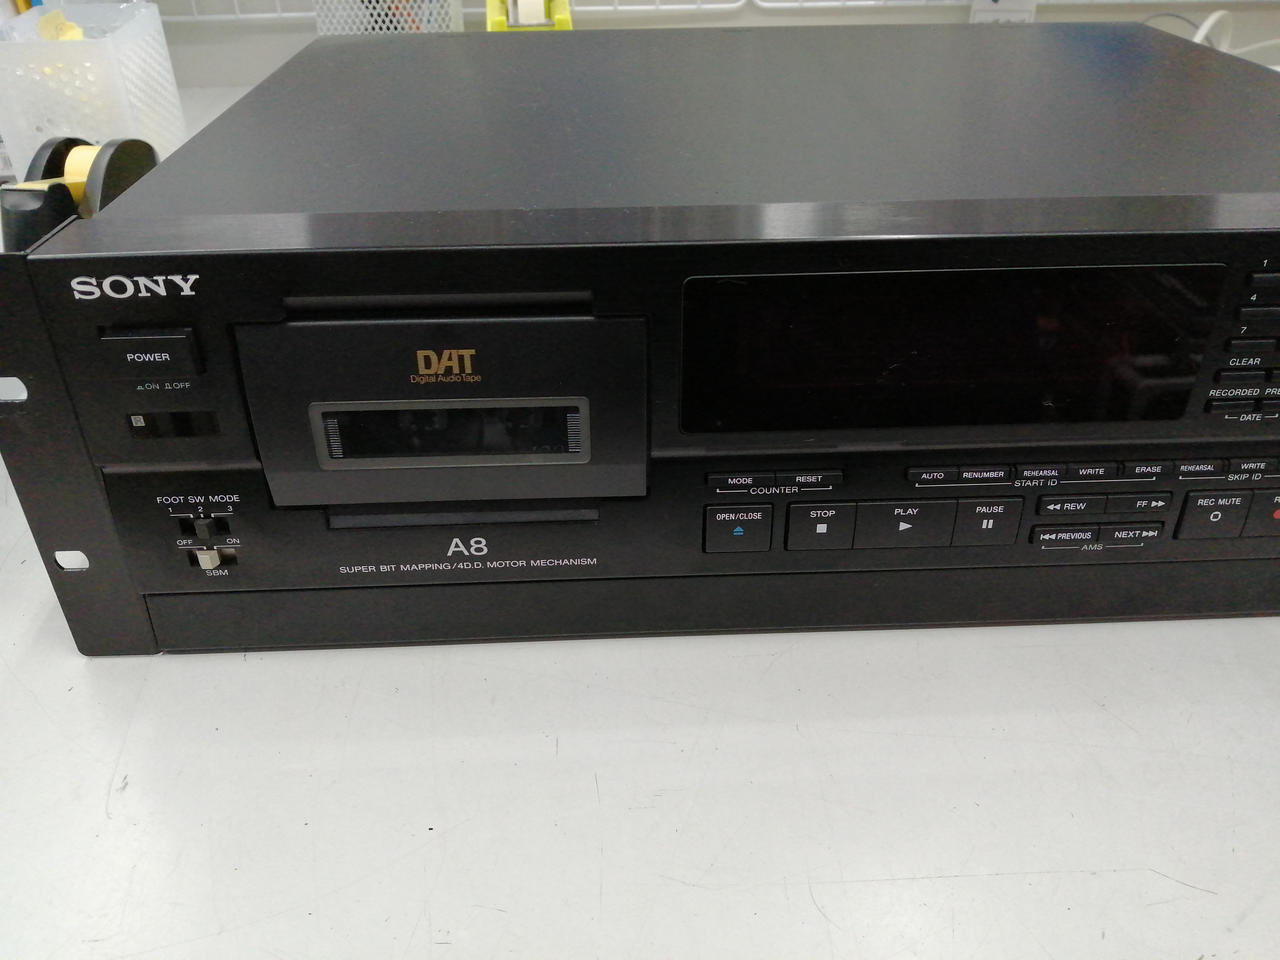 SONY
POWER
ON OFF
DAT
Digital Audio Tape
1
4
7
CLEAR
RECORDED PRE
DATE
FOOT SW MODE
1 2 3
OFF ON
SBM
A8
SUPER BIT MAPPING/4D.D. MOTOR MECHANISM
MODE RESET
COUNTER
AUTO RENUMBER REHEARSAL WRITE ERASE
START ID
REHEARSAL WRITE
SKIP ID
OPEN/CLOSE
STOP
PLAY
PAUSE
REW FF
PREVIOUS NEXT
AMS
REC MUTE
R